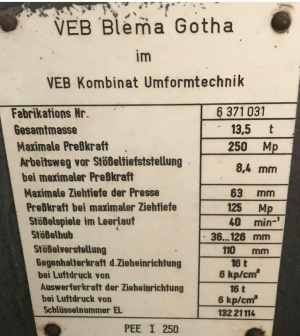 VEB Blema Gotha
im
VEB Kombinat Umformtechnik
Fabrikations Nr. 6 371 031
Gesamtmasse 13,5 t
Maximale Preßkraft 250 Mp
Arbeitsweg vor Stößeltiefststellung
bei maximaler Preßkraft 8,4 mm
Maximale Ziehtiefe der Presse 63 mm
Preßkraft bei maximaler Ziehtiefe 125 Mp
Stößelspiele im Leerlauf 40 min⁻¹
Stößelhub 36...126 mm
Stößelverstellung 110 mm
Gegenhalterkraft d. Zieheinrichtung 16 t
bei Luftdruck von 6 kp/cm²
Auswerterkraft der Zieheinrichtung 16 t
bei Luftdruck von 6 kp/cm²
Schlüsselnummer EL 132 21 114
PEE I 250